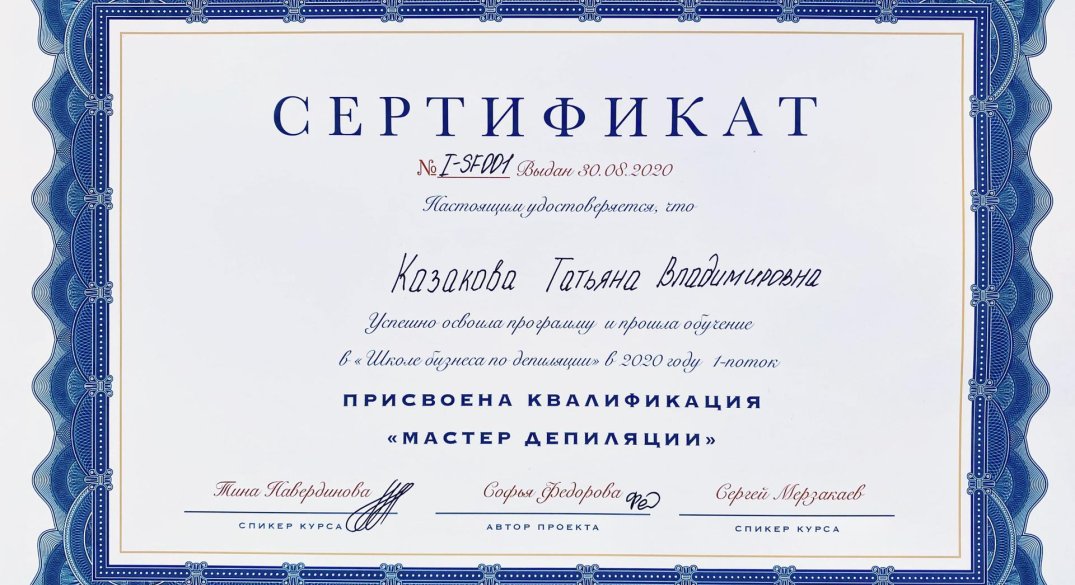 СЕРТИФИКАТ
№ I-SF001 Выдан 30.08.2020
Настоящим удостоверяется, что
Казакова Татьяна Владимировна
Успешно освоила программу и прошла обучение
в «Школе бизнеса по депиляции» в 2020 году 1-поток
ПРИСВОЕНА КВАЛИФИКАЦИЯ
«МАСТЕР ДЕПИЛЯЦИИ»
Тина Навердинова Софья Федорова Фед Сергей Мерзакаев
СПИКЕР КУРСА АВТОР ПРОЕКТА СПИКЕР КУРСА